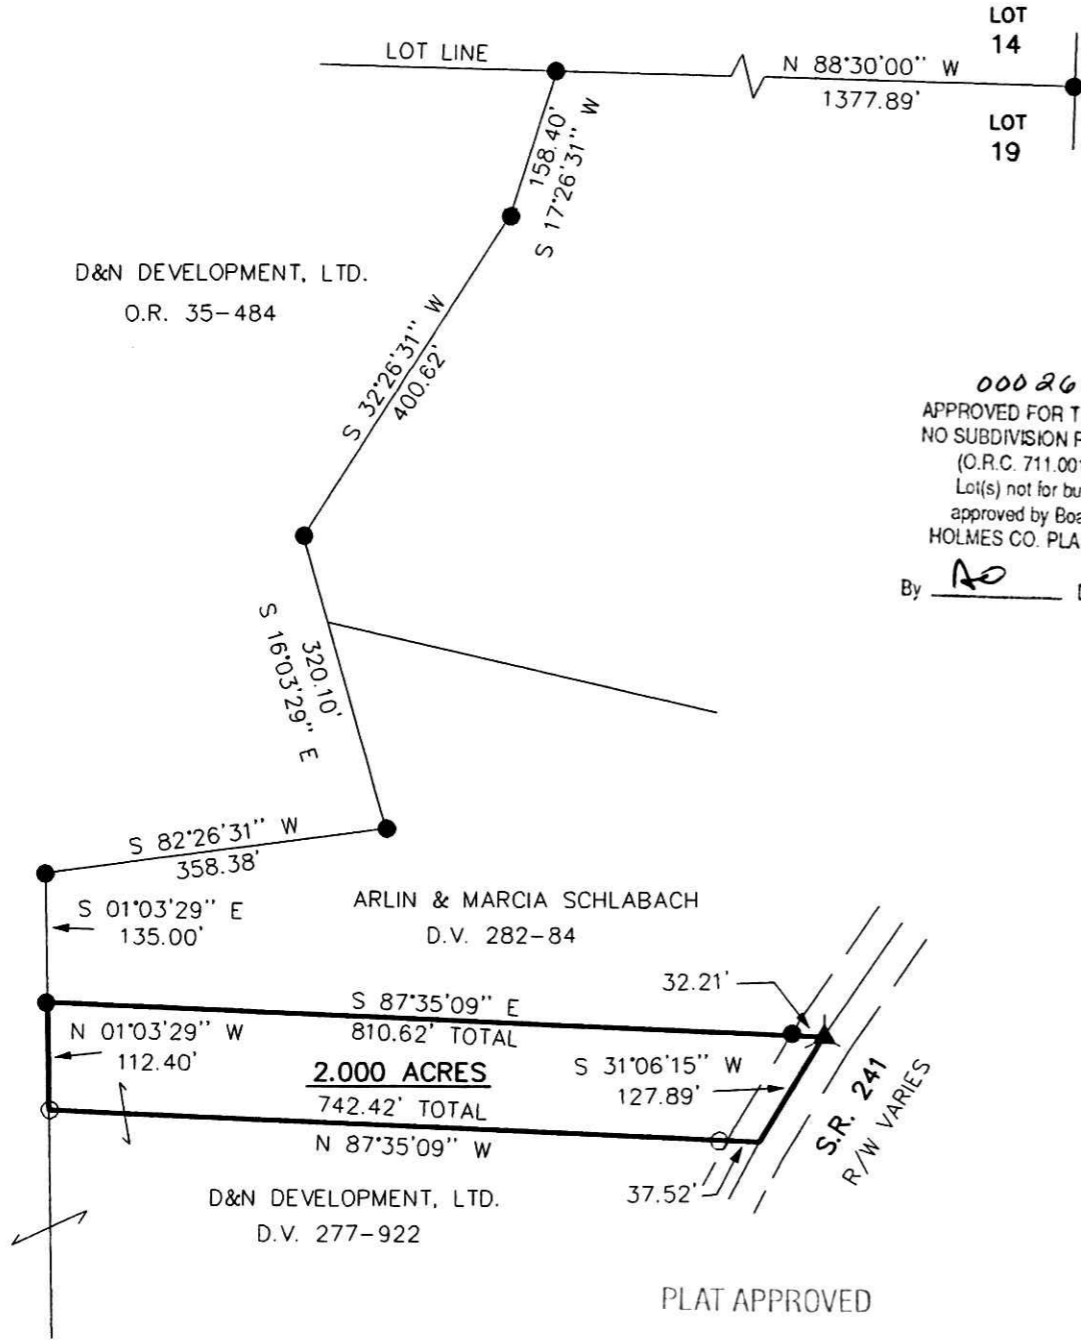 LOT
14
LOT LINE
N 88°30'00'' W
1377.89'
LOT
19
158.40'
S 17°26'31'' W
D&N DEVELOPMENT, LTD.
O.R. 35-484
S 32°26'31'' W
400.62'
000 26
APPROVED FOR T
NO SUBDIVISION
(O.R.C. 711.00
Lot(s) not for bu
approved by Boa
HOLMES CO. PLA
By
320.10'
S 16°03'29'' E
S 82°26'31'' W
358.38'
S 01°03'29'' E
135.00'
ARLIN & MARCIA SCHLABACH
D.V. 282-84
32.21'
S 87°35'09'' E
810.62' TOTAL
N 01°03'29'' W
112.40'
2.000 ACRES
S 31°06'15'' W
127.89'
742.42' TOTAL
N 87°35'09'' W
S.R. 241
R/W VARIES
37.52'
D&N DEVELOPMENT, LTD.
D.V. 277-922
PLAT APPROVED